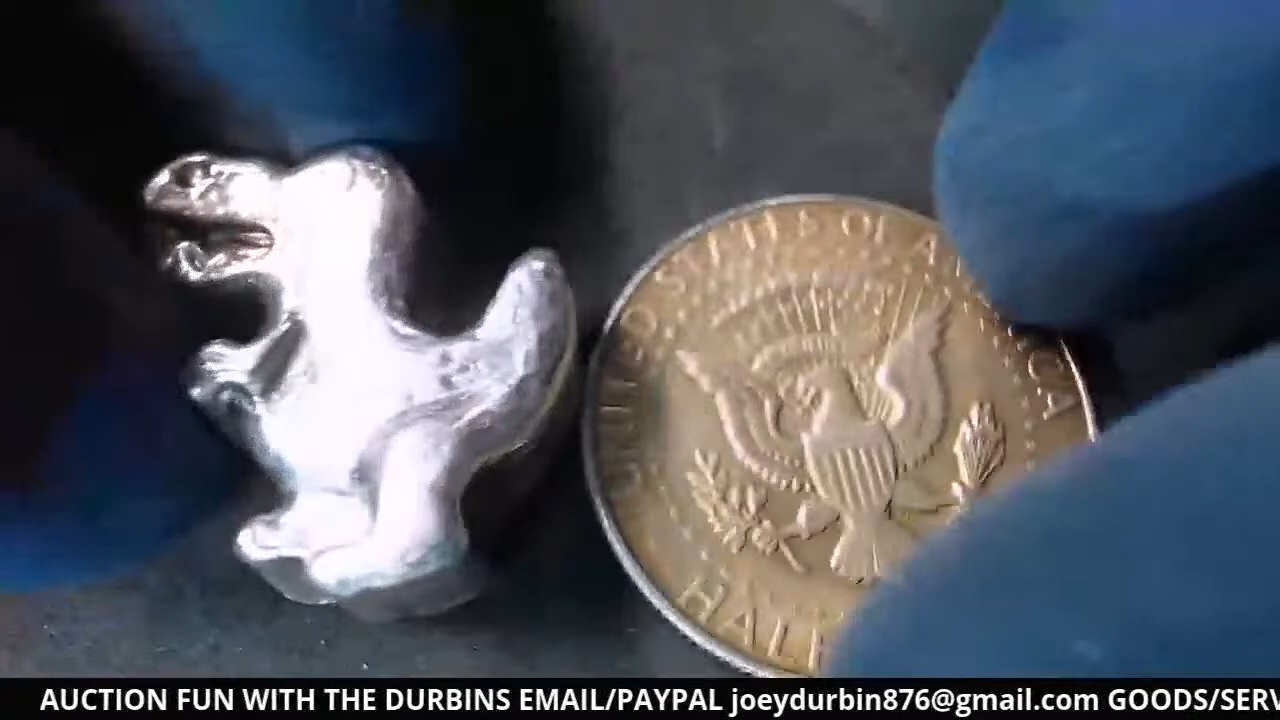 UNITED STATES OF AMERICA
HALF
AUCTION FUN WITH THE DURBINS EMAIL/PAYPAL joeydurbin876@gmail.com GOODS/SERV